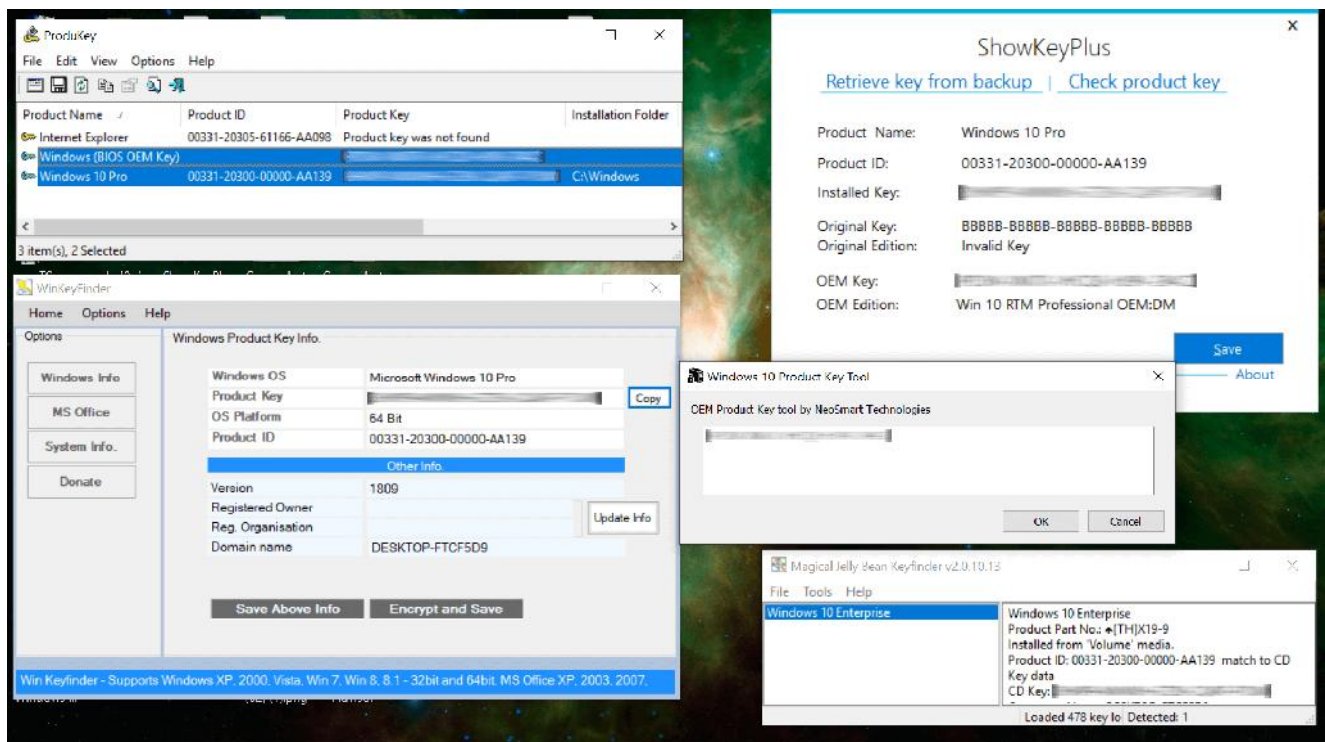 ProduKey
File Edit View Options Help
Product Name / Product ID Product Key Installation Folder
Internet Explorer 00331-20305-61166-AA098 Product key was not found
Windows (BIOS OEM Key)
Windows 10 Pro 00331-20300-00000-AA139 C:\Windows
3 item(s), 2 Selected
ShowKeyPlus
Retrieve key from backup | Check product key
Product Name: Windows 10 Pro
Product ID: 00331-20300-00000-AA139
Installed Key:
Original Key: BBBBB-BBBBB-BBBBB-BBBBB-BBBBB
Original Edition: Invalid Key
OEM Key:
OEM Edition: Win 10 RTM Professional OEM:DM
Save
About
WinKeyFinder
Home Options Help
Options
Windows Info
MS Office
System Info.
Donate
Windows Product Key Info.
Windows OS Microsoft Windows 10 Pro
Product Key Copy
OS Platform 64 Bit
Product ID 00331-20300-00000-AA139
Other Info.
Version 1809
Registered Owner
Reg. Organisation
Update Info
Domain name DESKTOP-FTCF5D9
Save Above Info Encrypt and Save
Win Keyfinder - Supports Windows XP, 2000, Vista, Win 7, Win 8, 8.1 - 32bit and 64bit. MS Office XP, 2003, 2007,
Windows 10 Product Key Tool
OEM Product Key tool by NeoSmart Technologies
OK Cancel
Magical Jelly Bean Keyfinder v2.0.10.13
File Tools Help
Windows 10 Enterprise
Windows 10 Enterprise
Product Part No.: ♠[TH]X19-9
Installed from 'Volume' media.
Product ID: 00331-20300-00000-AA139 match to CD
Key data
CD Key:
Loaded 478 key lo Detected: 1